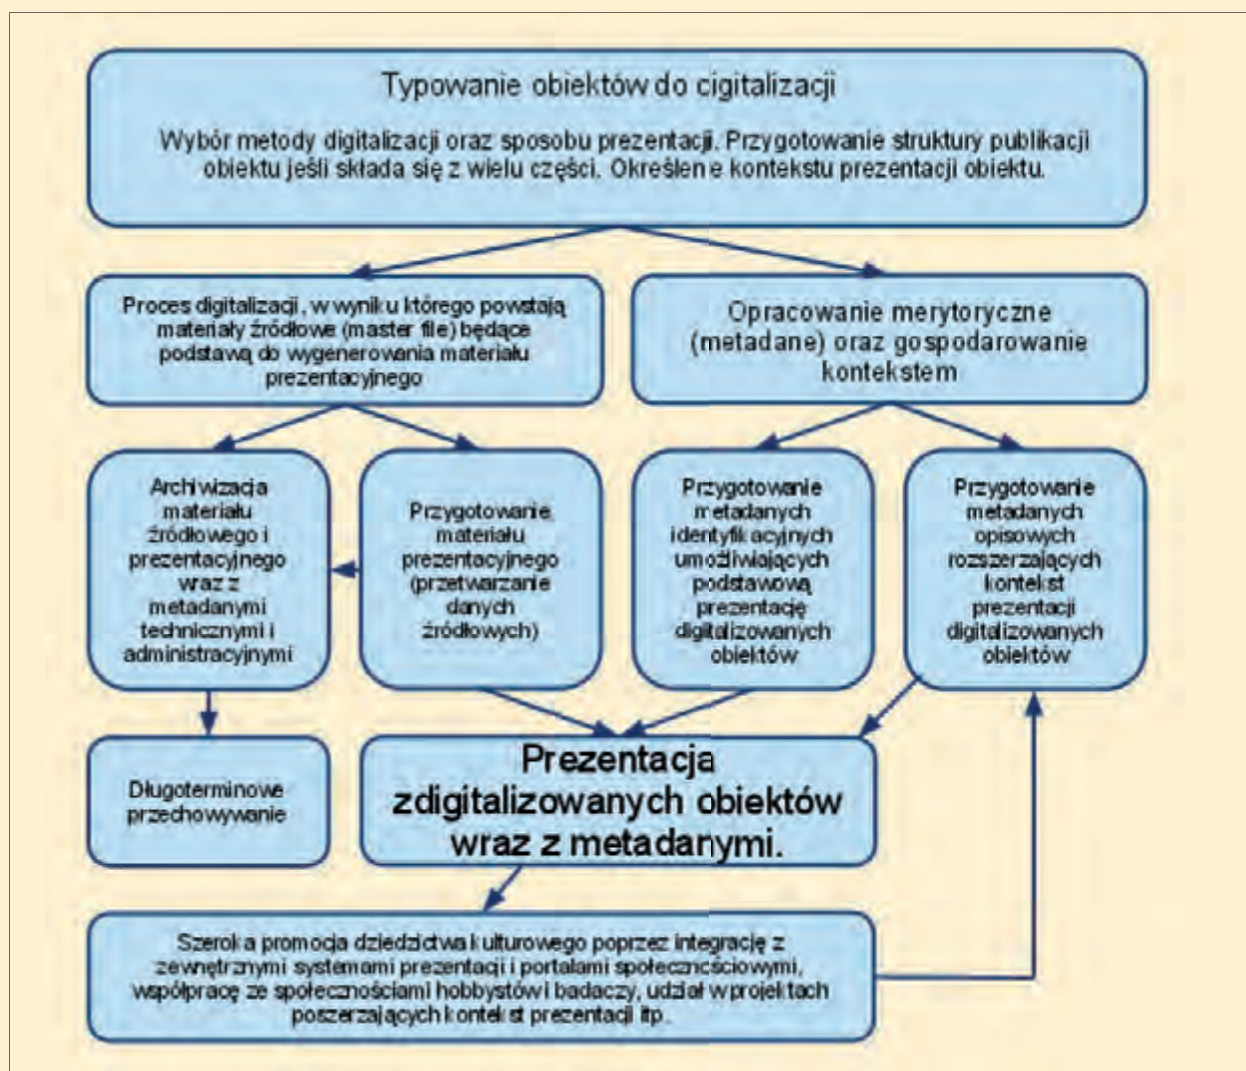 Typowanie obiektów do cigitalizacji
Wybór metody digitalizacji oraz sposobu prezentacji. Przygotowanie struktury publikacji
obiektu jeśli składa się z wielu części. Określenie kontekstu prezentacji obiektu.
Proces digitalizacji, w wyniku którego powstają
materiały źródłowe (master file) będące
podstawą do wygenerowania materiału
prezentacyjnego
Opracowanie merytoryczne
(metadane) oraz gospodarowanie
kontekstem
Archiwizacja
materiału
źródłowego i
prezentacyjnego
wraz z
metadanymi
technicznymi i
administracyjnymi
Przygotowanie
materiału
prezentacyjnego
(przetwarzanie
danych
źródłowych)
Przygotowanie
metadanych
identyfikacyjnych
umożliwiających
podstawową
prezentację
digitalizowanych
obiektów
Przygotowanie
metadanych
opisowych
rozszerzających
kontekst
prezentacji
digitalizowanych
obiektów
Długoterminowe
przechowywanie
Prezentacja
zdigitalizowanych obiektów
wraz z metadanymi.
Szeroka promocja dziedzictwa kulturowego poprzez integrację z
zewnętrznymi systemami prezentacji i portalami społecznościowymi,
współpracę ze społecznościami hobbystów i badaczy, udział w projektach
poszerzających kontekst prezentacji itp.